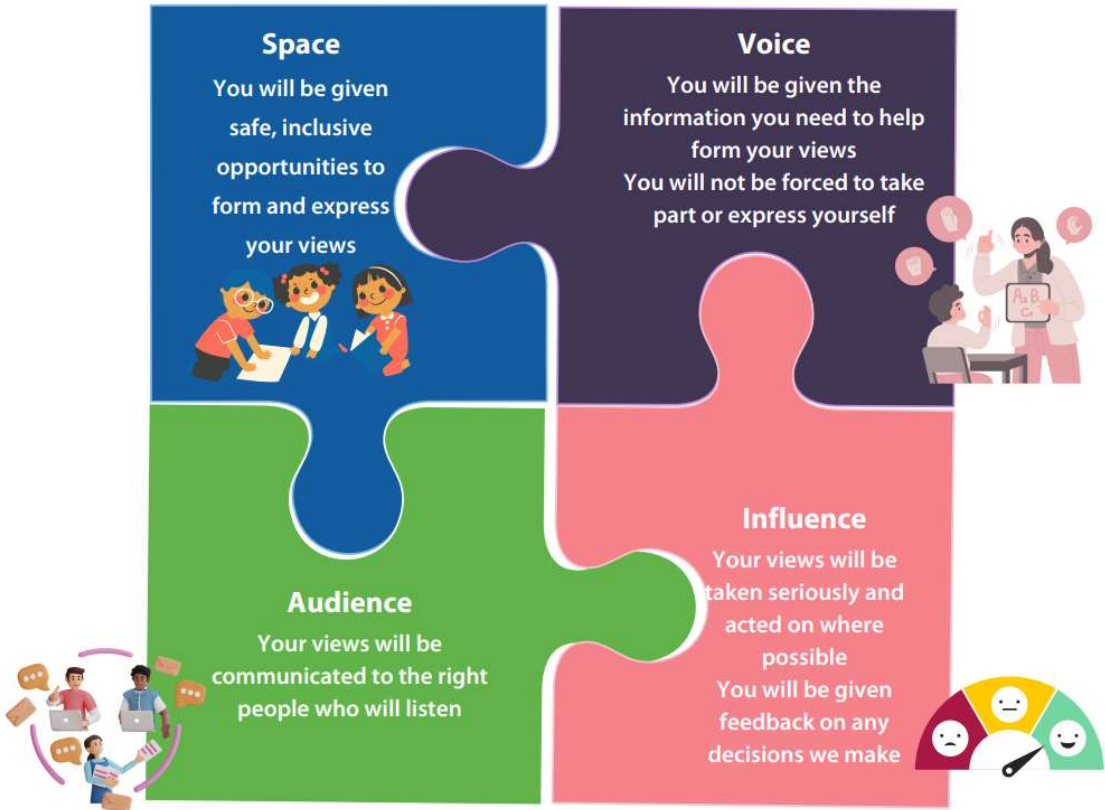 Space
You will be given
safe, inclusive
opportunities to
form and express
your views
Voice
You will be given the
information you need to help
form your views
You will not be forced to take
part or express yourself
Aa B
Cc
Audience
Your views will be
communicated to the right
people who will listen
Influence
Your views will be
taken seriously and
acted on where
possible
You will be given
feedback on any
decisions we make